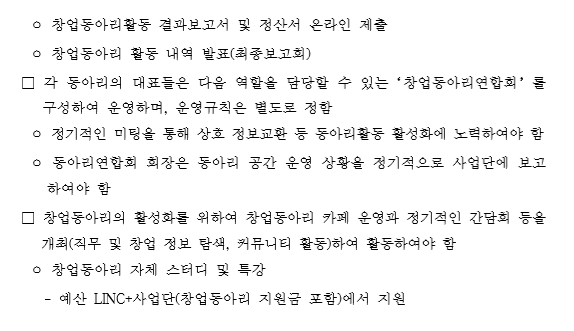 ○ 창업동아리활동 결과보고서 및 정산서 온라인 제출
○ 창업동아리 활동 내역 발표(최종보고회)
□ 각 동아리의 대표들은 다음 역할을 담당할 수 있는 ‘창업동아리연합회’ 를
구성하여 운영하며, 운영규칙은 별도로 정함
○ 정기적인 미팅을 통해 상호 정보교환 등 동아리활동 활성화에 노력하여야 함
○ 동아리연합회 회장은 동아리 공간 운영 상황을 정기적으로 사업단에 보고
하여야 함
□ 창업동아리의 활성화를 위하여 창업동아리 카페 운영과 정기적인 간담회 등을
개최(직무 및 창업 정보 탐색, 커뮤니티 활동)하여 활동하여야 함
○ 창업동아리 자체 스터디 및 특강
- 예산 LINC+사업단(창업동아리 지원금 포함)에서 지원